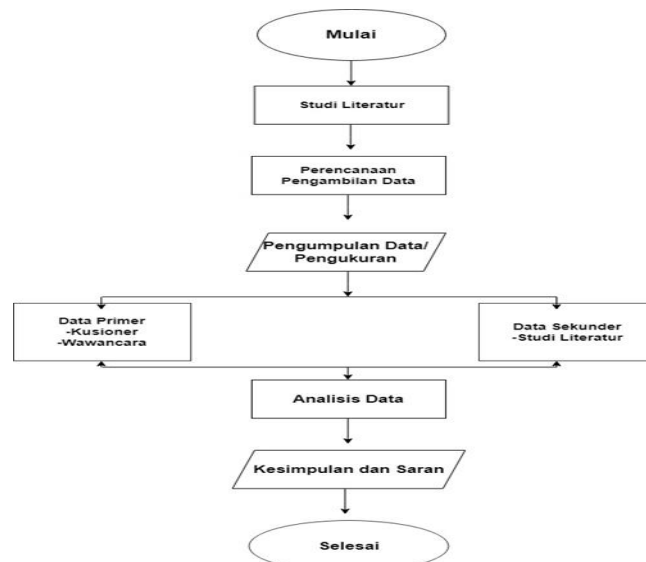 Mulai
Studi Literatur
Perencanaan
Pengambilan Data
Pengumpulan Data/
Pengukuran
Data Primer
-Kusioner
-Wawancara
Data Sekunder
-Studi Literatur
Analisis Data
Kesimpulan dan Saran
Selesai